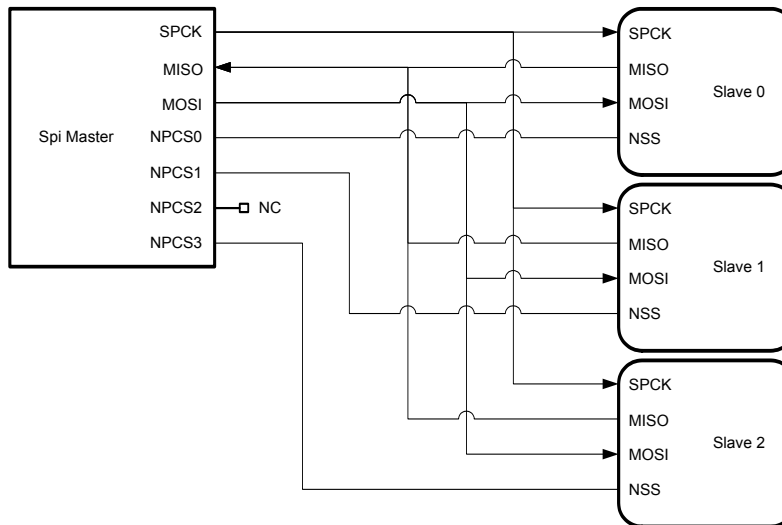 Spi Master
SPCK
MISO
MOSI
NPCS0
NPCS1
NPCS2
NPCS3
NC
SPCK
MISO
MOSI
NSS
Slave 0
SPCK
MISO
MOSI
NSS
Slave 1
SPCK
MISO
MOSI
NSS
Slave 2